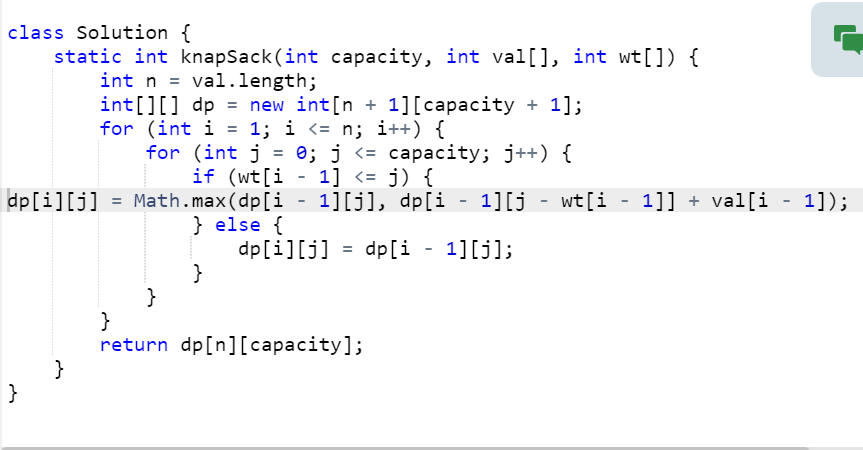 class Solution {
    static int knapSack(int capacity, int val[], int wt[]) {
        int n = val.length;
        int[][] dp = new int[n + 1][capacity + 1];
        for (int i = 1; i <= n; i++) {
            for (int j = 0; j <= capacity; j++) {
                if (wt[i - 1] <= j) {
dp[i][j] = Math.max(dp[i - 1][j], dp[i - 1][j - wt[i - 1]] + val[i - 1]);
                } else {
                    dp[i][j] = dp[i - 1][j];
                }
            }
        }
        return dp[n][capacity];
    }
}